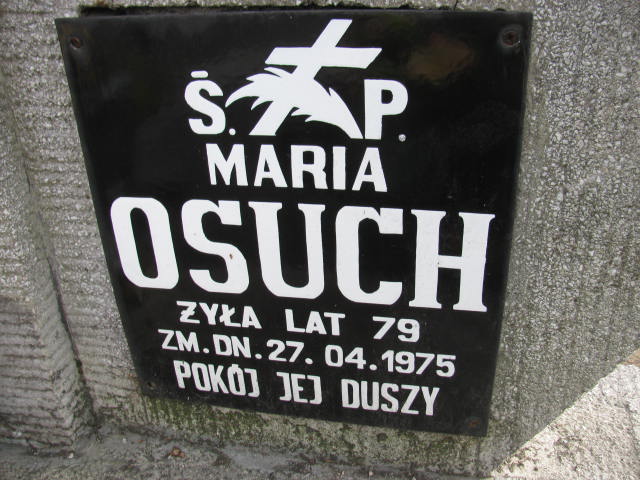 Ś. P.
MARIA
OSUCH
ŻYŁA LAT 79
ZM. DN. 27. 04. 1975
POKÓJ JEJ DUSZY